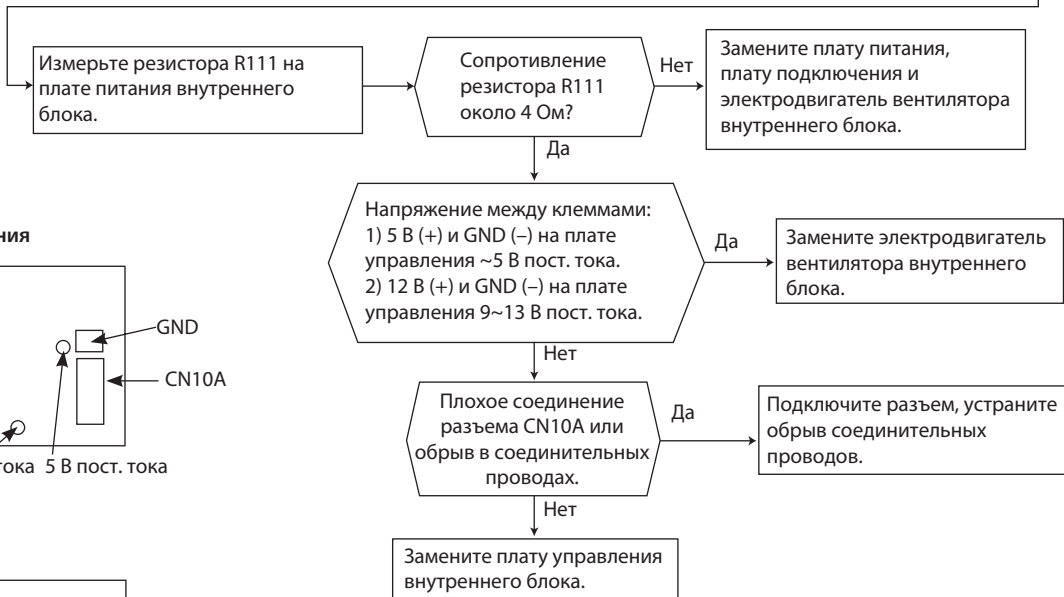 Измерьте резистора R111 на
плате питания внутреннего
блока.
Сопротивление
резистора R111
около 4 Ом?
Нет
Замените плату питания,
плату подключения и
электродвигатель вентилятора
внутреннего блока.
Да
Напряжение между клеммами:
1) 5 В (+) и GND (–) на плате
управления ~5 В пост. тока.
2) 12 В (+) и GND (–) на плате
управления 9~13 В пост. тока.
Да
Замените электродвигатель
вентилятора внутреннего
блока.
Нет
Плохое соединение
разъема CN10A или
обрыв в соединительных
проводах.
Да
Подключите разъем, устраните
обрыв соединительных
проводов.
Нет
Замените плату управления
внутреннего блока.
GND
CN10A
5 В пост. тока